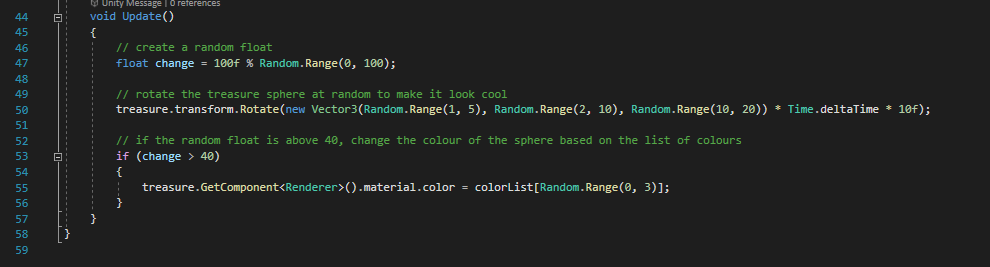 Unity Message | 0 references
44 void Update()
45 {
46 // create a random float
47 float change = 100f % Random.Range(0, 100);
48
49 // rotate the treasure sphere at random to make it look cool
50 treasure.transform.Rotate(new Vector3(Random.Range(1, 5), Random.Range(2, 10), Random.Range(10, 20)) * Time.deltaTime * 10f);
51
52 // if the random float is above 40, change the colour of the sphere based on the list of colours
53 if (change > 40)
54 {
55 treasure.GetComponent<Renderer>().material.color = colorList[Random.Range(0, 3)];
56 }
57 }
58 }
59